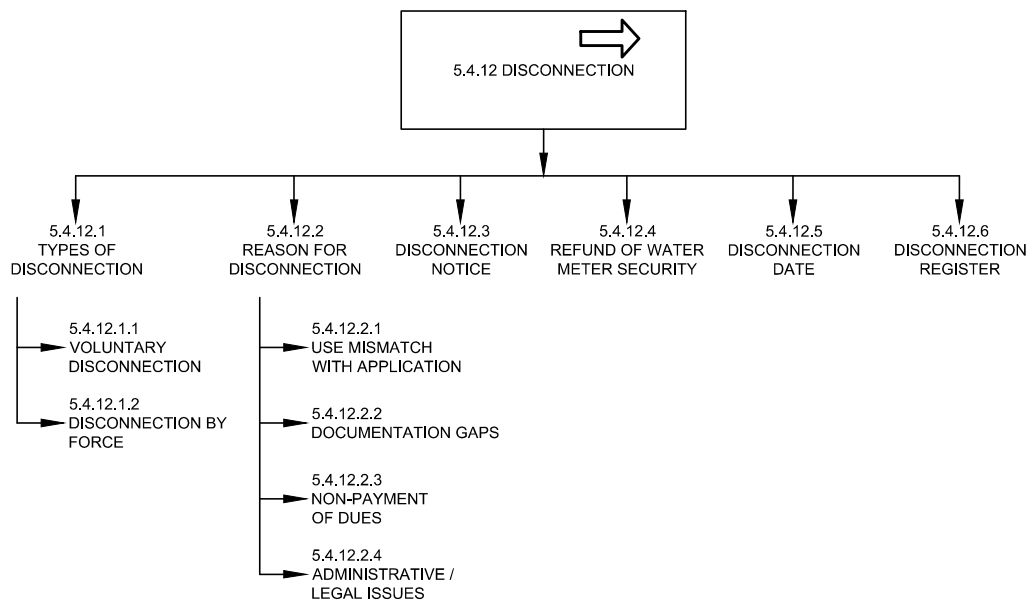 5.4.12 DISCONNECTION
5.4.12.1
TYPES OF
DISCONNECTION
5.4.12.2
REASON FOR
DISCONNECTION
5.4.12.3
DISCONNECTION
NOTICE
5.4.12.4
REFUND OF WATER
METER SECURITY
5.4.12.5
DISCONNECTION
DATE
5.4.12.6
DISCONNECTION
REGISTER
5.4.12.1.1
VOLUNTARY
DISCONNECTION
5.4.12.1.2
DISCONNECTION BY
FORCE
5.4.12.2.1
USE MISMATCH
WITH APPLICATION
5.4.12.2.2
DOCUMENTATION GAPS
5.4.12.2.3
NON-PAYMENT
OF DUES
5.4.12.2.4
ADMINISTRATIVE /
LEGAL ISSUES